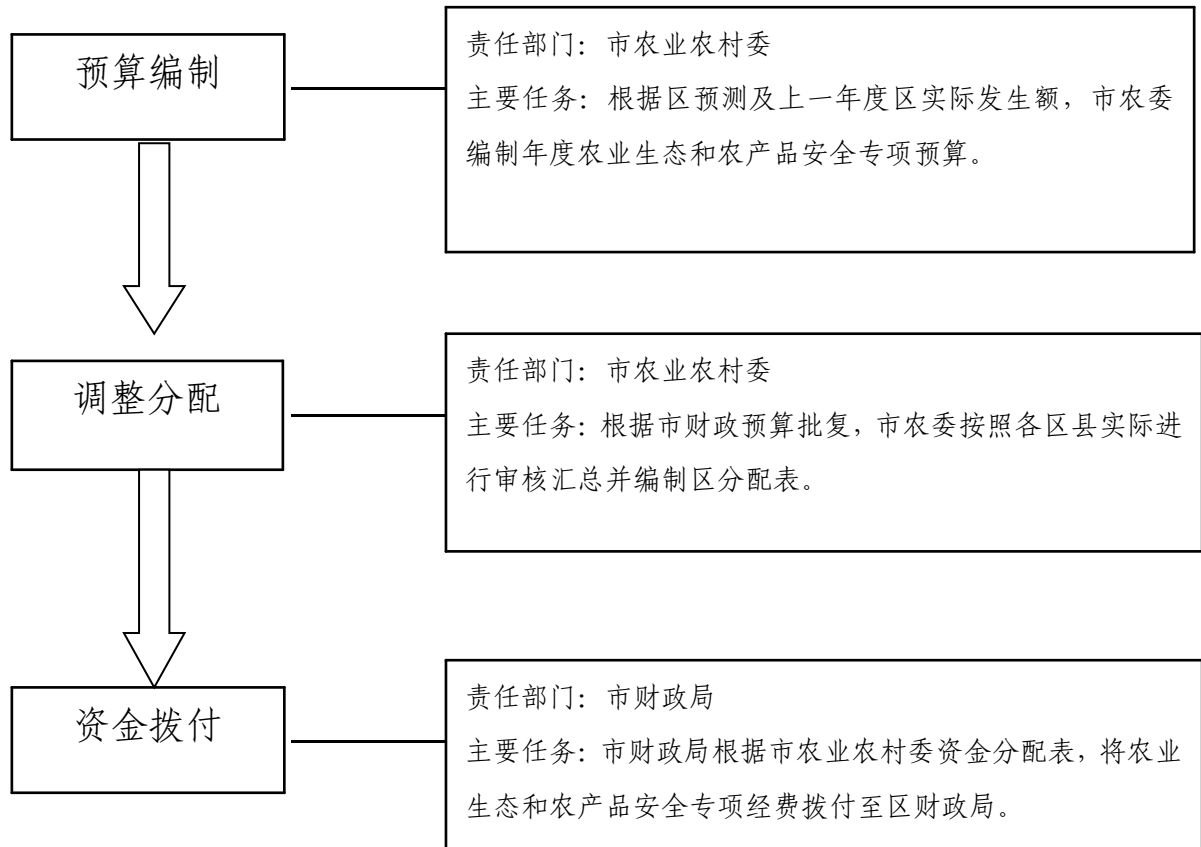 预算编制
责任部门：市农业农村委
主要任务：根据区预测及上一年度区实际发生额，市农委
编制年度农业生态和农产品安全专项预算。
调整分配
责任部门：市农业农村委
主要任务：根据市财政预算批复，市农委按照各区县实际进
行审核汇总并编制区分配表。
资金拨付
责任部门：市财政局
主要任务：市财政局根据市农业农村委资金分配表，将农业
生态和农产品安全专项经费拨付至区财政局。